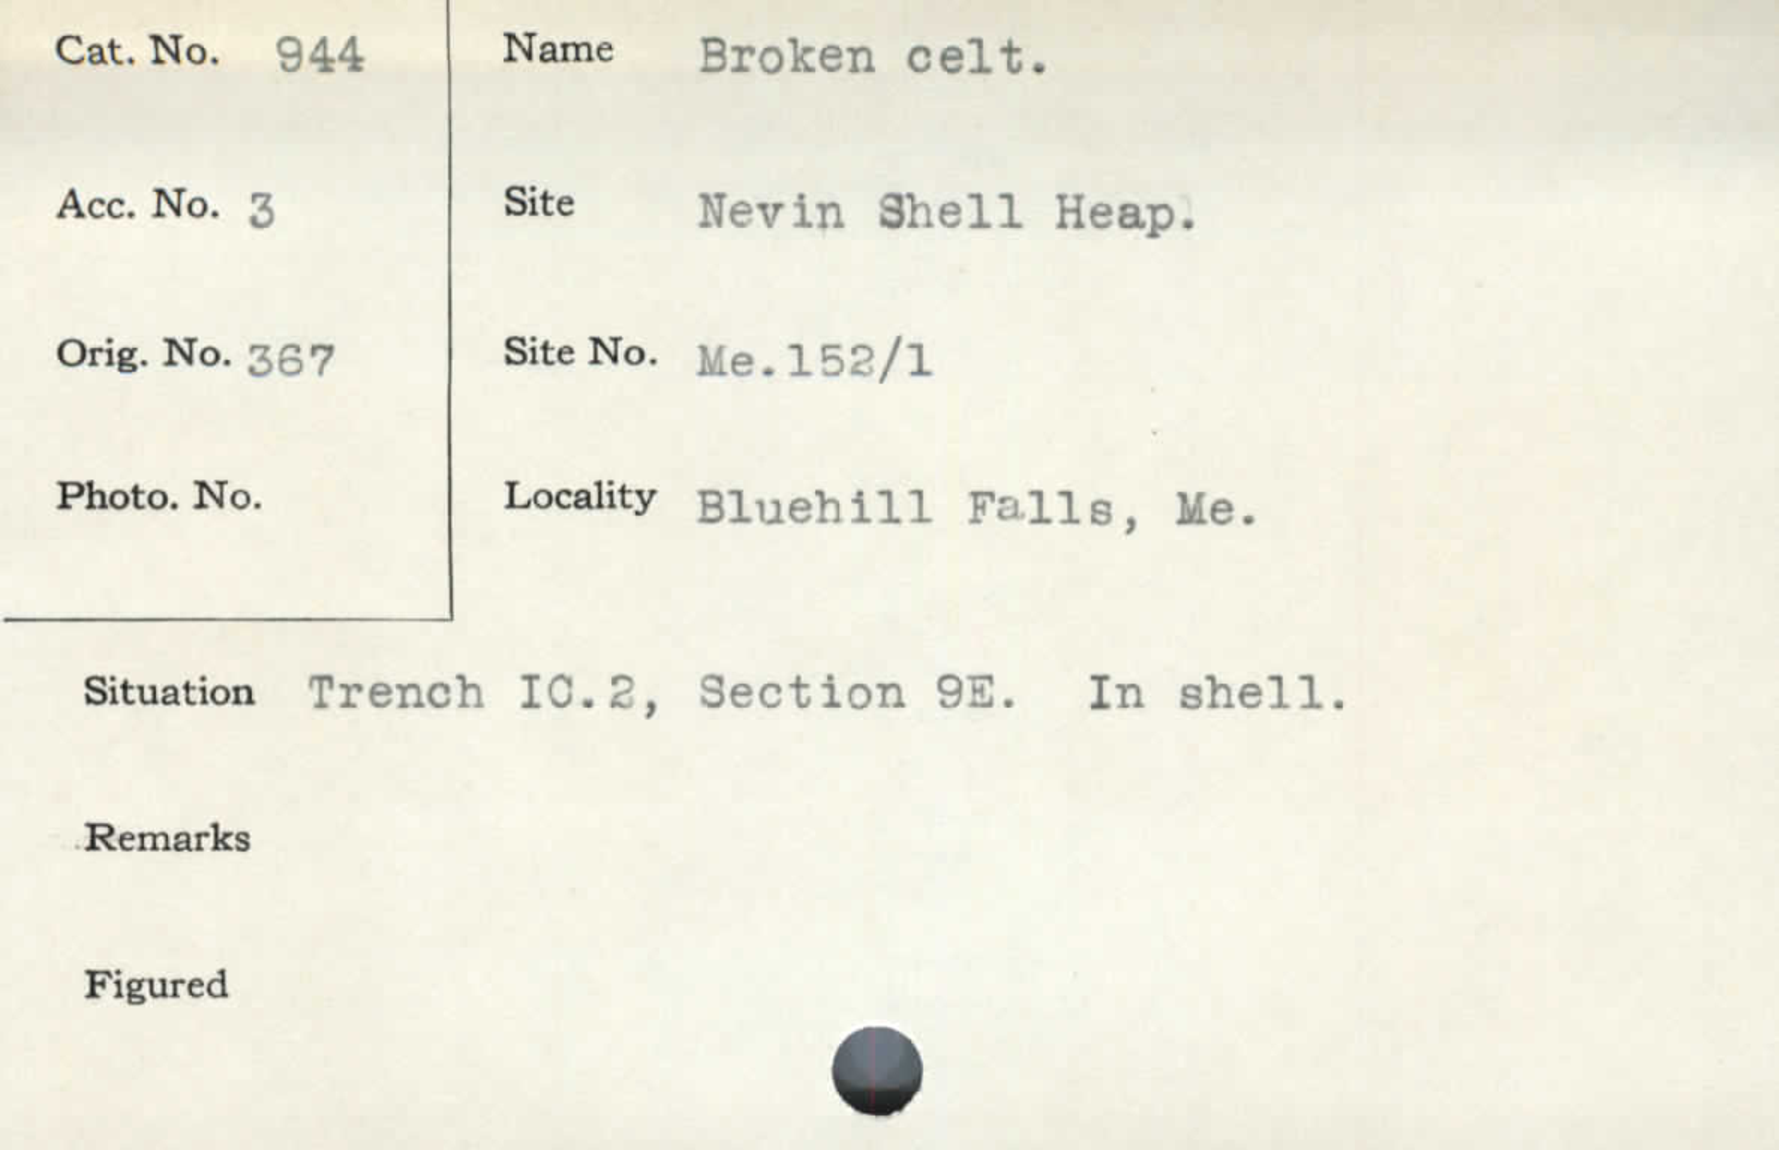 Cat. No. 944 Name Broken celt.
Acc. No. 3 Site Nevin Shell Heap.
Orig. No. 367 Site No. Me.152/1
Photo. No. Locality Bluehill Falls, Me.
Situation Trench IC.2, Section 9E. In shell.
Remarks
Figured